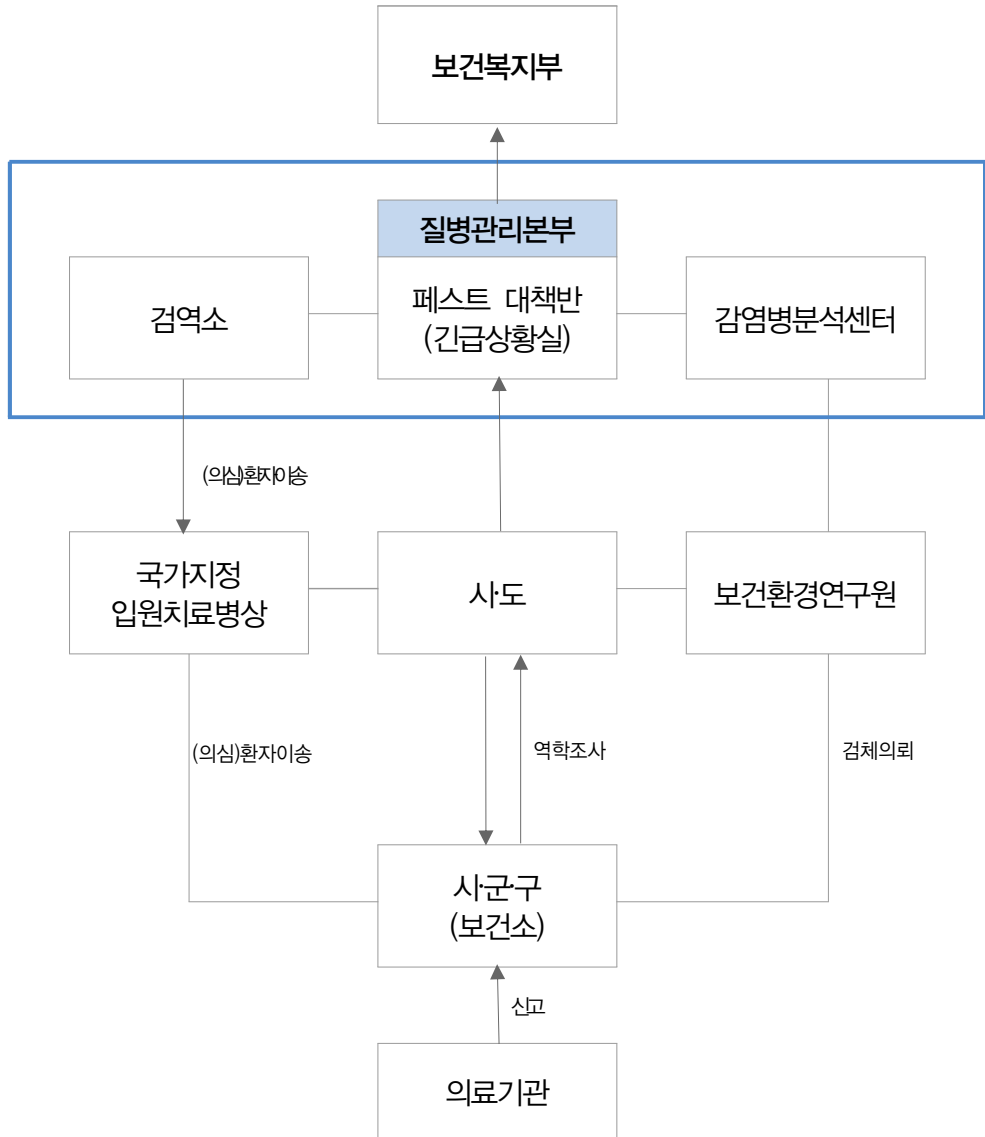 보건복지부
질병관리본부
검역소
페스트 대책반
(긴급상황실)
감염병분석센터
(의심)환자이송
국가지정
입원치료병상
시·도
보건환경연구원
(의심)환자이송
역학조사
검체의뢰
시·군·구
(보건소)
신고
의료기관